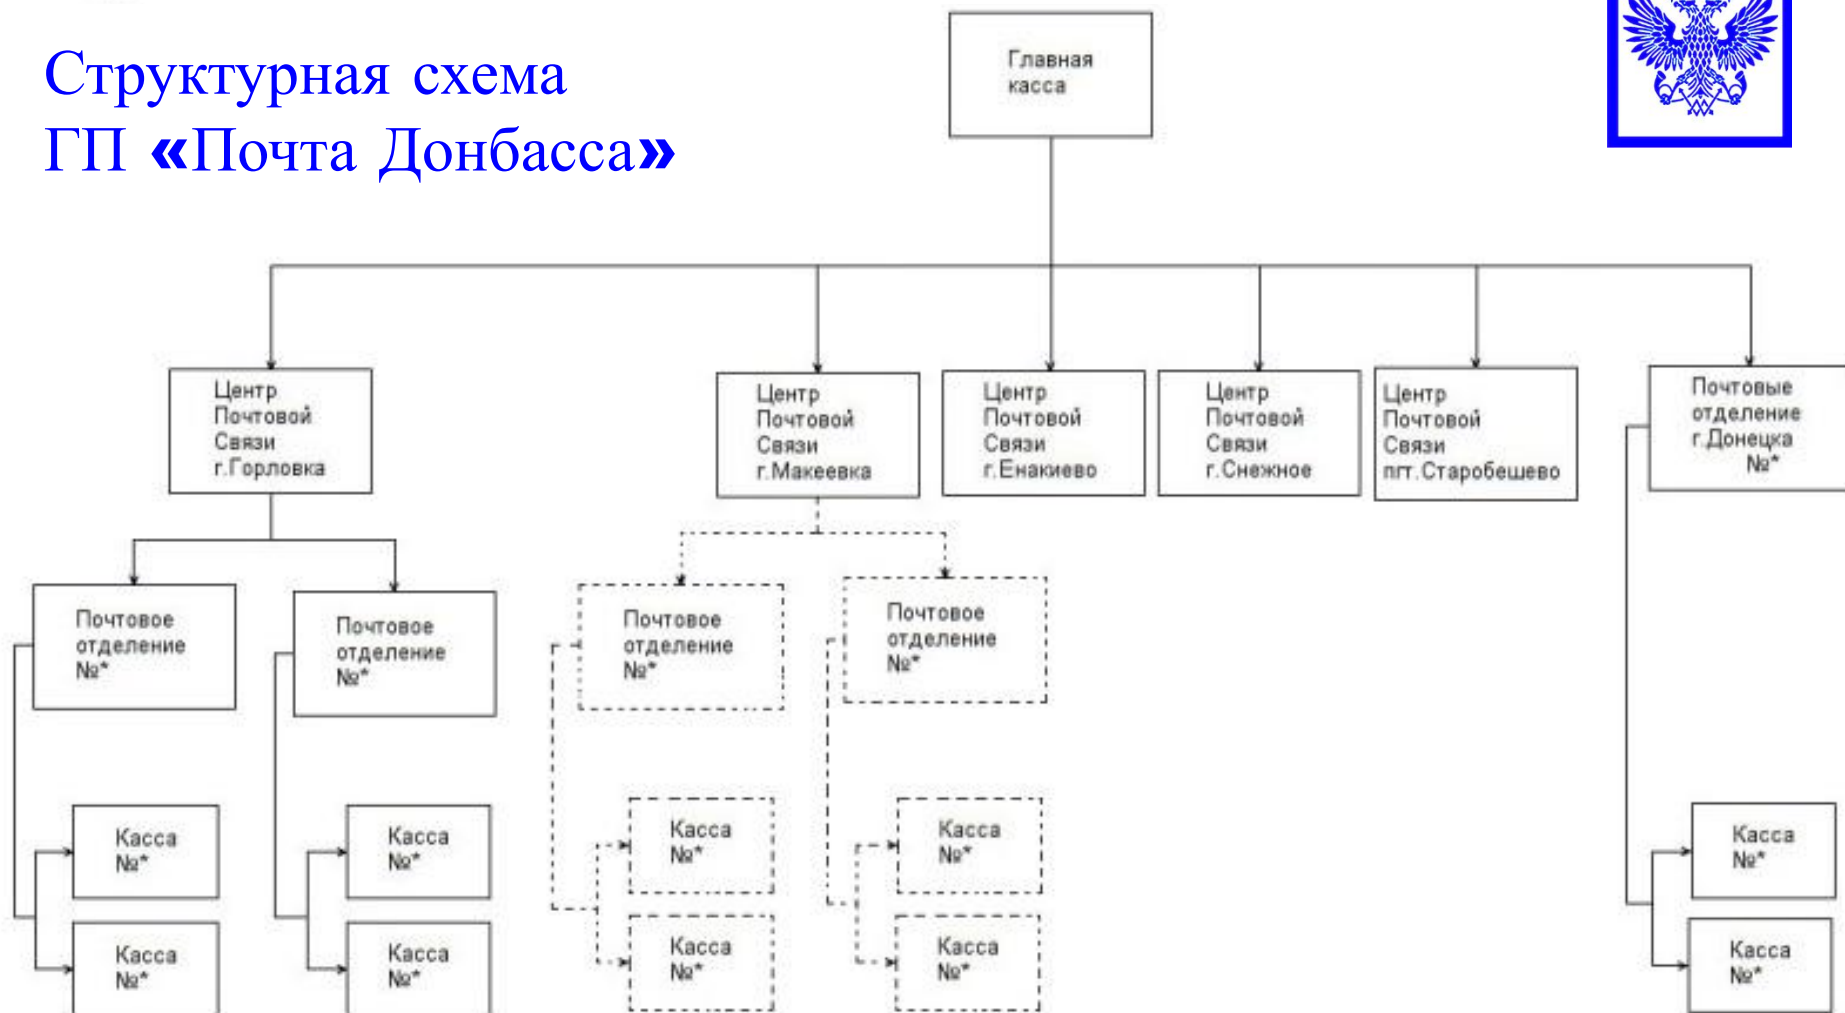 Структурная схема
ГП «Почта Донбасса»
Главная
касса
Центр
Почтовой
Связи
г.Горловка
Центр
Почтовой
Связи
г.Макеевка
Центр
Почтовой
Связи
г.Енакиево
Центр
Почтовой
Связи
г.Снежное
Центр
Почтовой
Связи
пгт.Старобешево
Почтовые
отделение
г.Донецка
№*
Почтовое
отделение
№*
Почтовое
отделение
№*
Почтовое
отделение
№*
Почтовое
отделение
№*
Касса
№*
Касса
№*
Касса
№*
Касса
№*
Касса
№*
Касса
№*
Касса
№*
Касса
№*
Касса
№*
Касса
№*